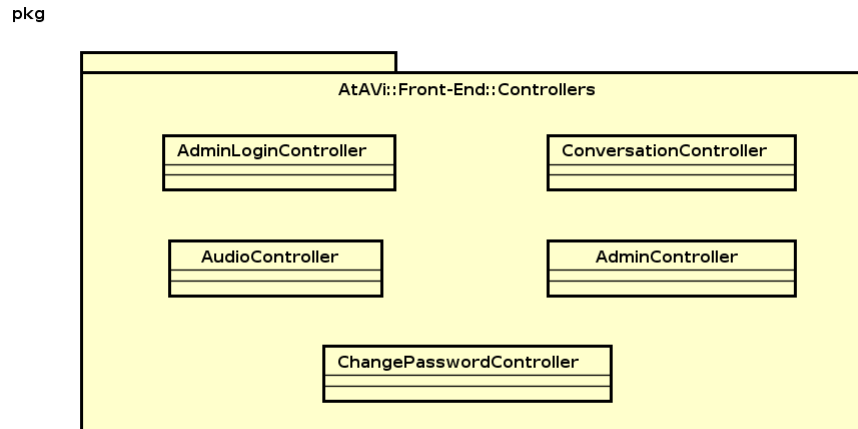 pkg
AtAVi::Front-End::Controllers
AdminLoginController
ConversationController
AudioController
AdminController
ChangePasswordController